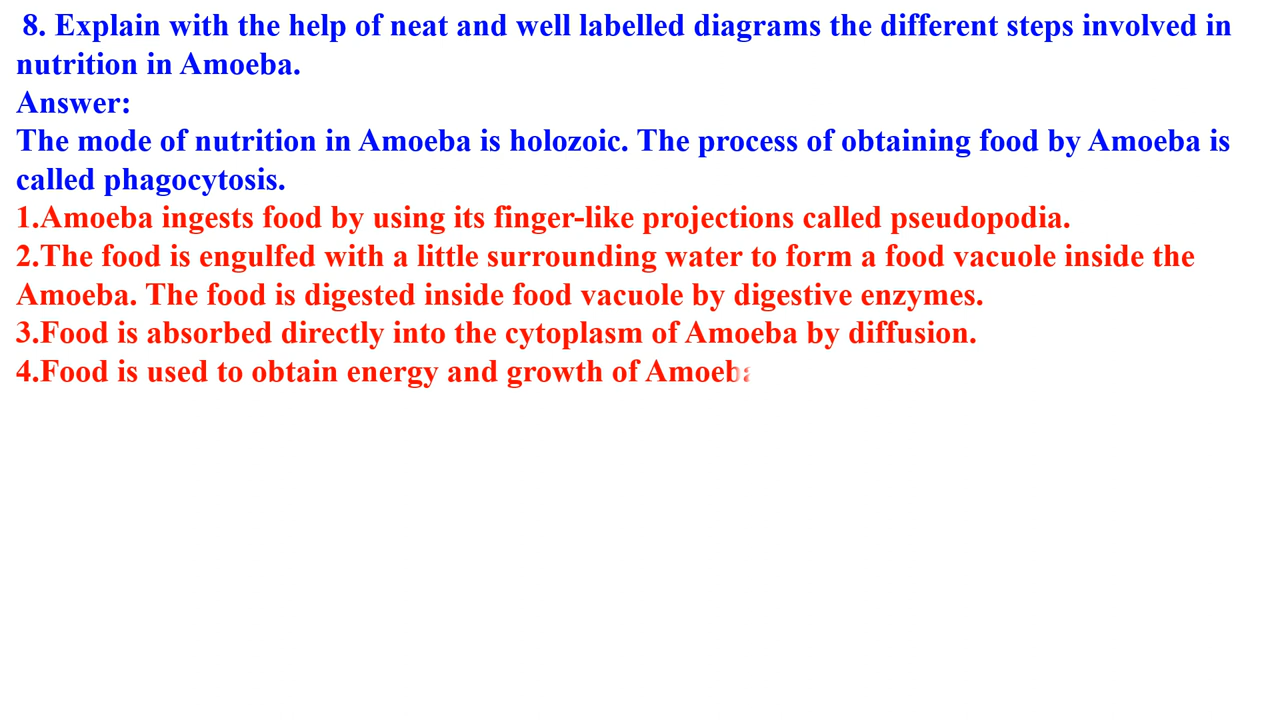 8. Explain with the help of neat and well labelled diagrams the different steps involved in
nutrition in Amoeba.
Answer:
The mode of nutrition in Amoeba is holozoic. The process of obtaining food by Amoeba is
called phagocytosis.
1.Amoeba ingests food by using its finger-like projections called pseudopodia.
2.The food is engulfed with a little surrounding water to form a food vacuole inside the
Amoeba. The food is digested inside food vacuole by digestive enzymes.
3.Food is absorbed directly into the cytoplasm of Amoeba by diffusion.
4.Food is used to obtain energy and growth of Amoeba